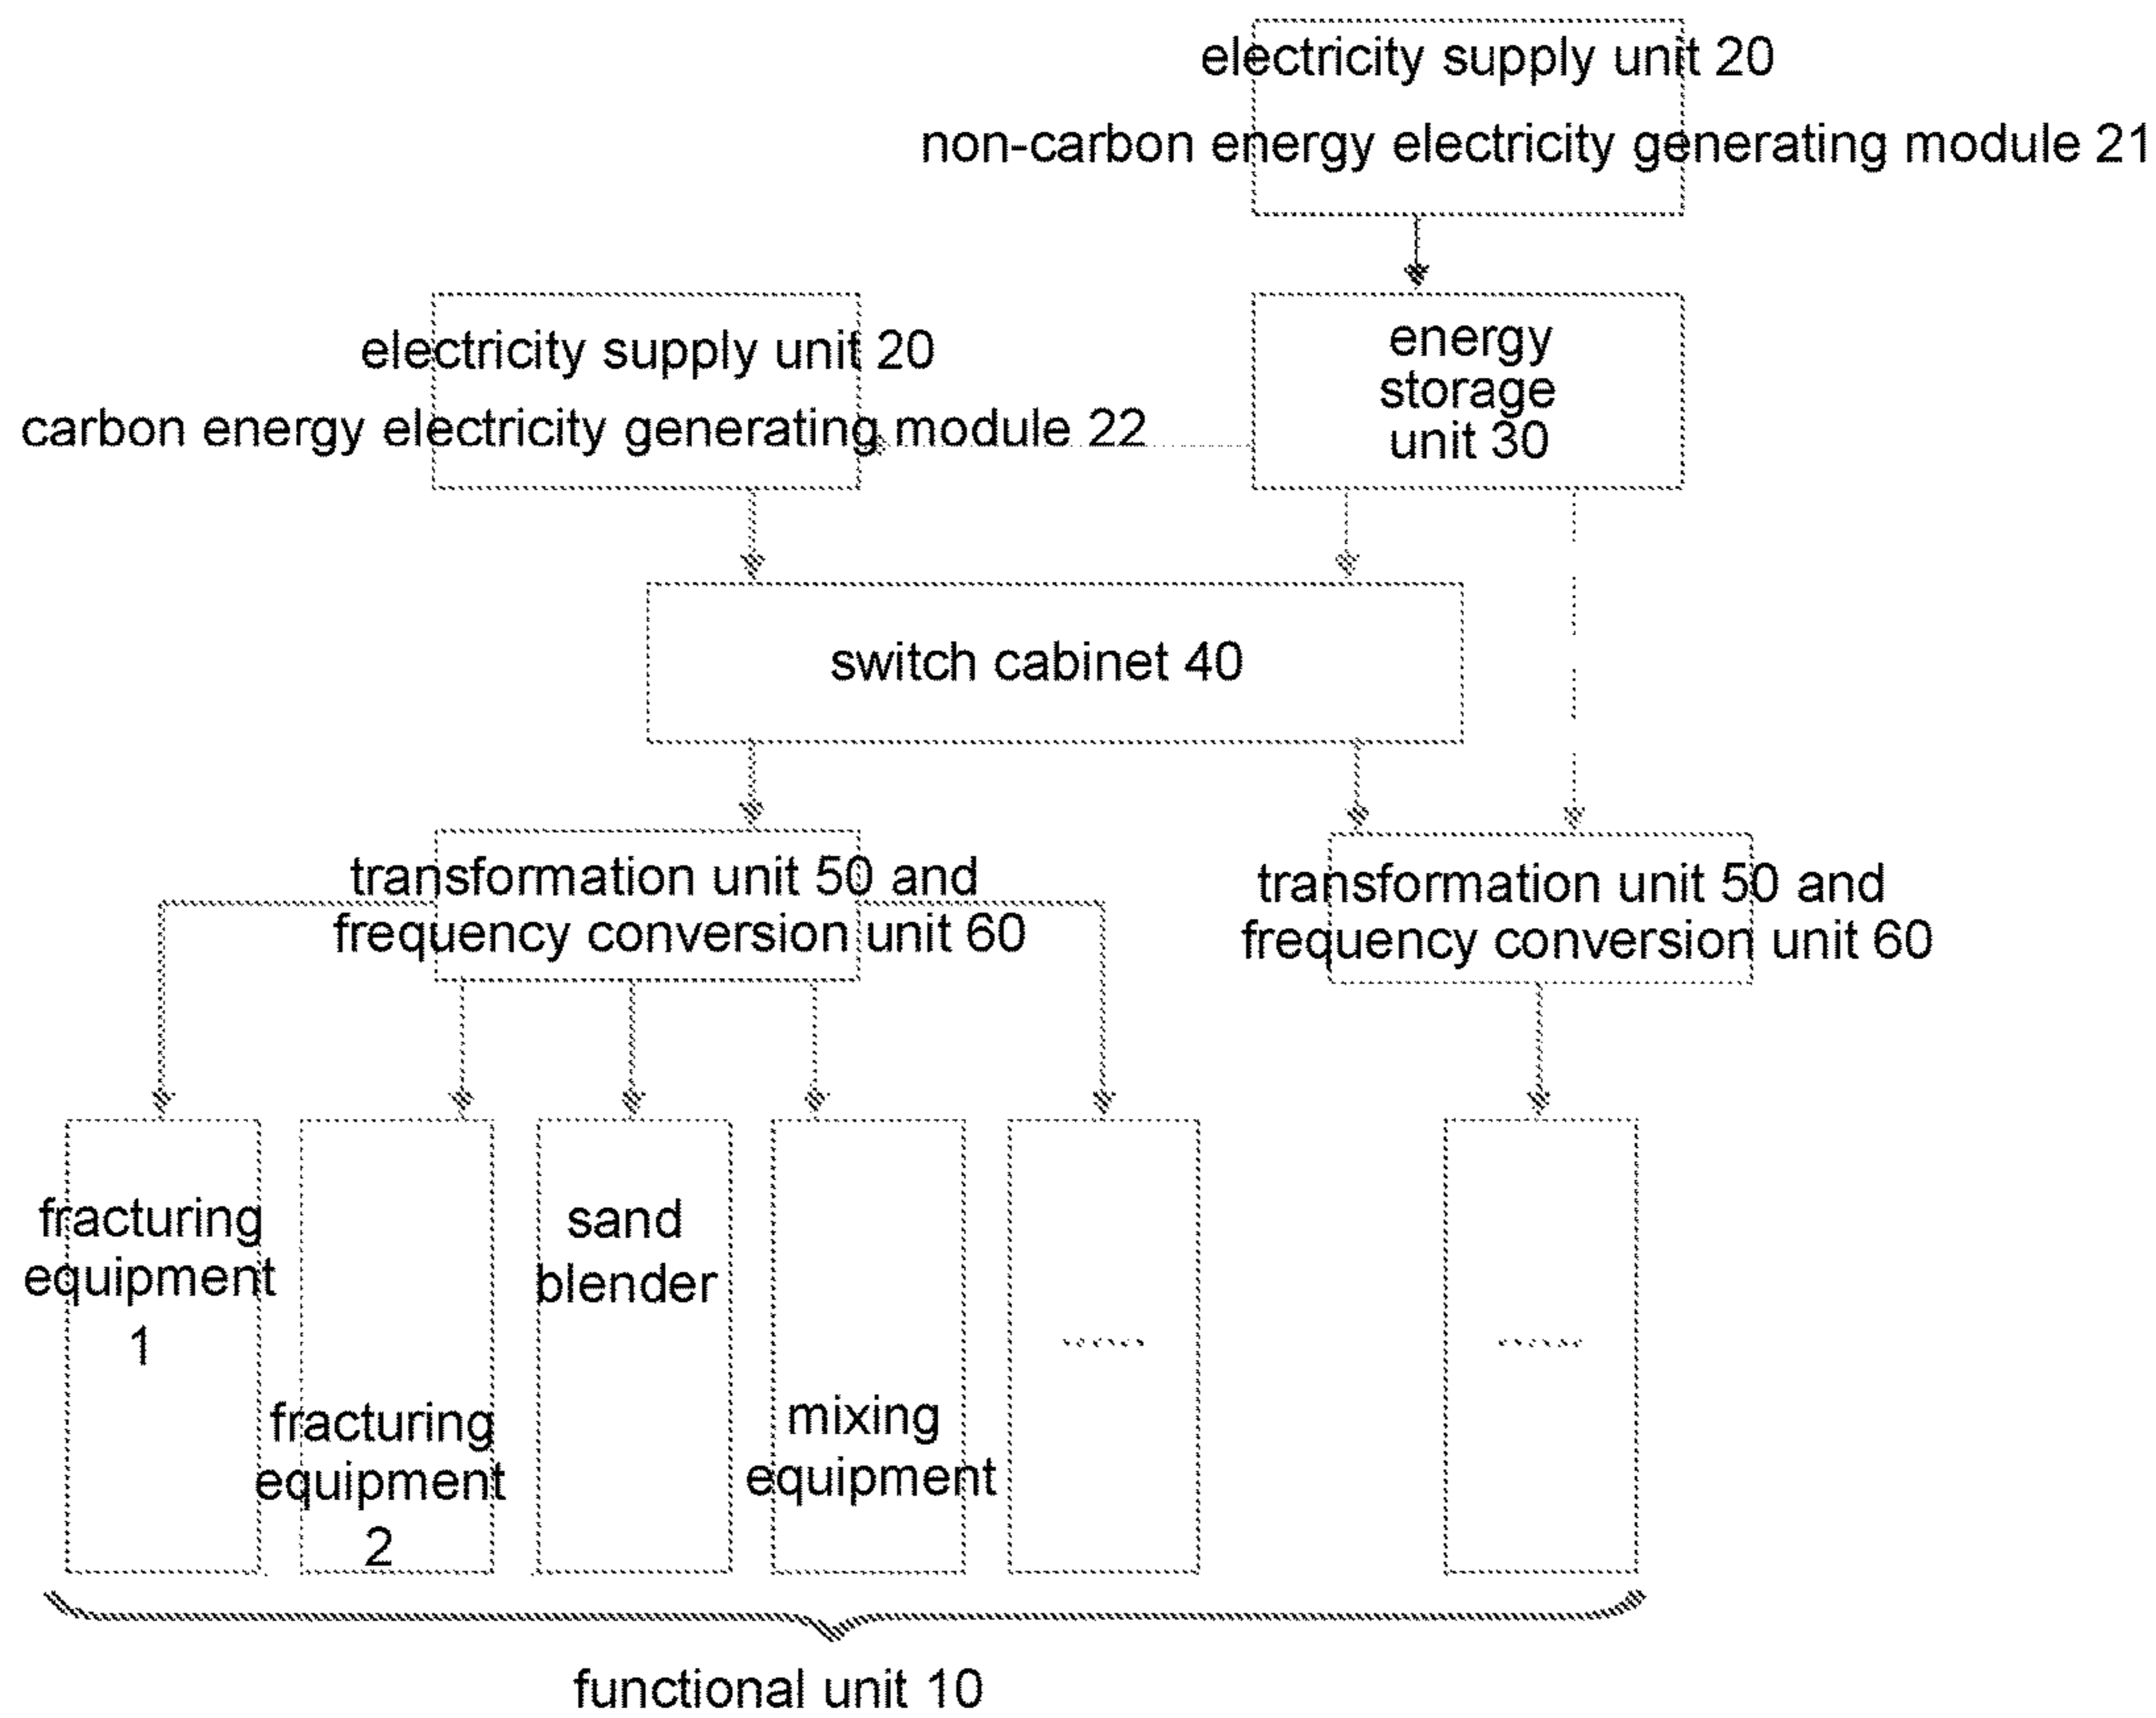 electricity supply unit 20
non-carbon energy electricity generating module 21
electricity supply unit 20
carbon energy electricity generating module 22
energy
storage
unit 30
switch cabinet 40
transformation unit 50 and
frequency conversion unit 60
transformation unit 50 and
frequency conversion unit 60
fracturing
equipment
1
fracturing
equipment
2
sand
blender
mixing
equipment
......
......
functional unit 10